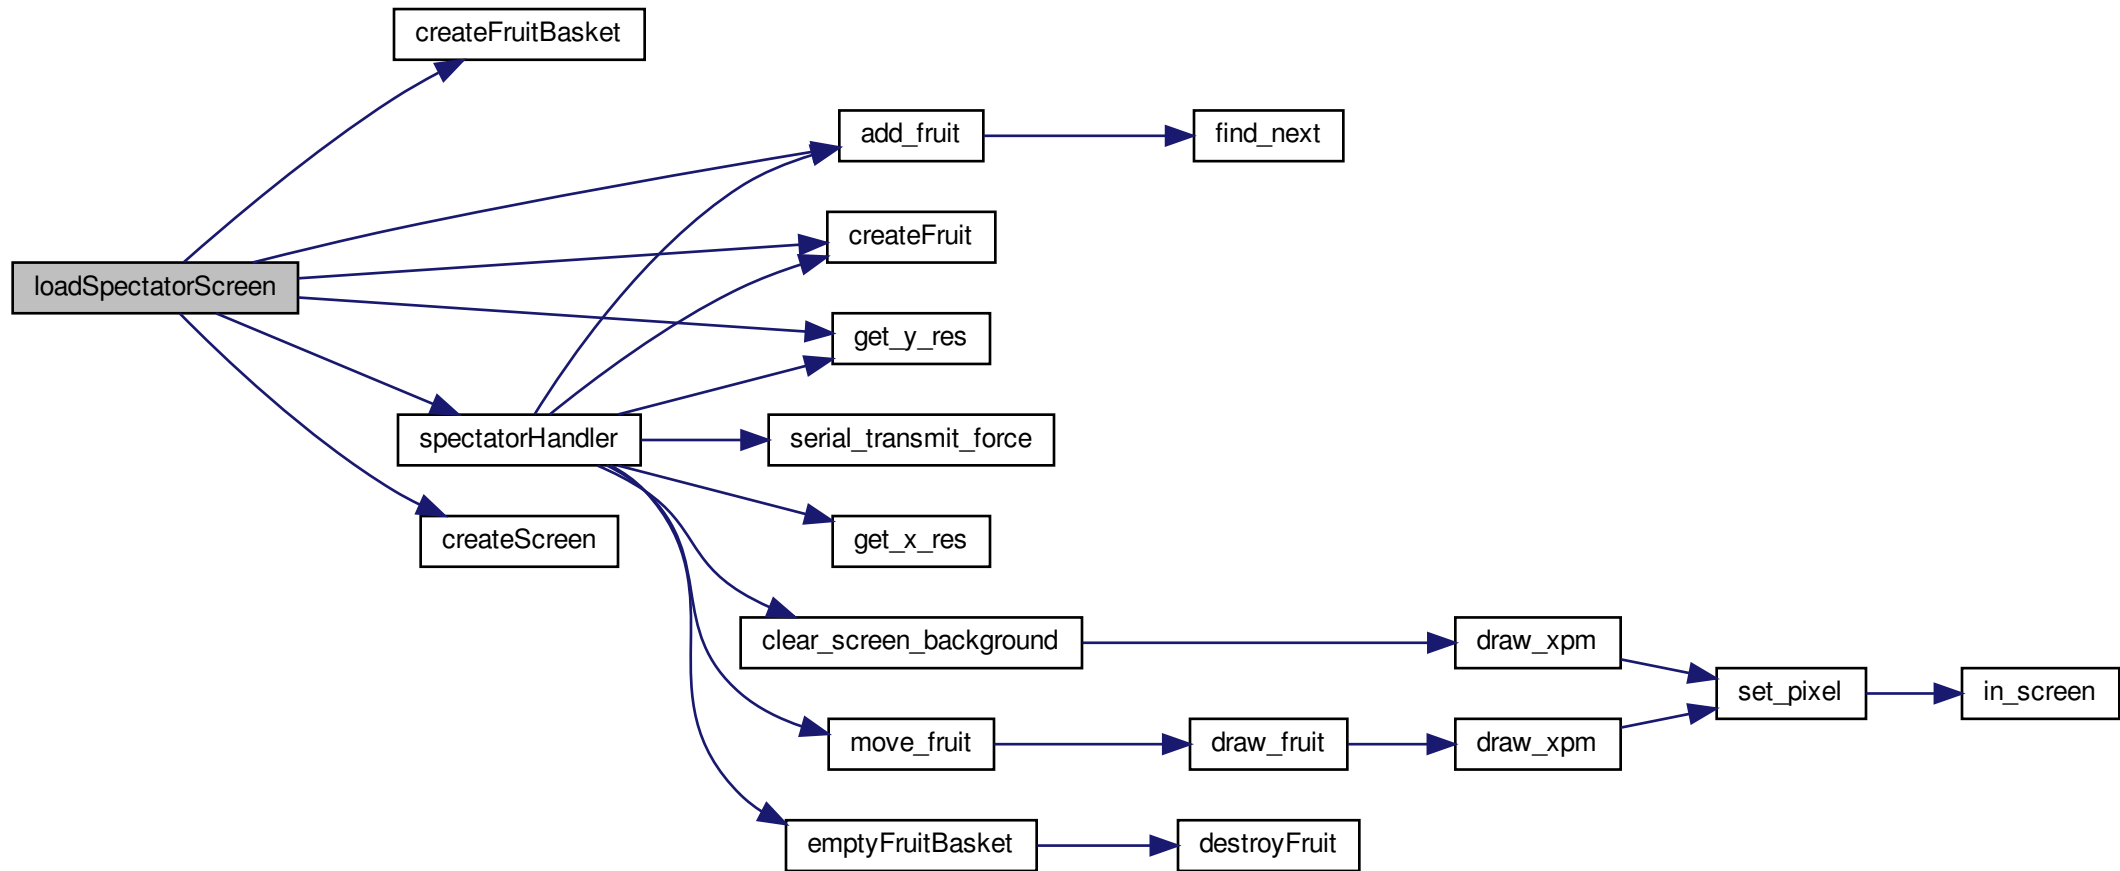 createFruitBasket
add_fruit
find_next
createFruit
loadSpectatorScreen
get_y_res
spectatorHandler
serial_transmit_force
createScreen
get_x_res
clear_screen_background
draw_xpm
set_pixel
in_screen
move_fruit
draw_fruit
draw_xpm
emptyFruitBasket
destroyFruit